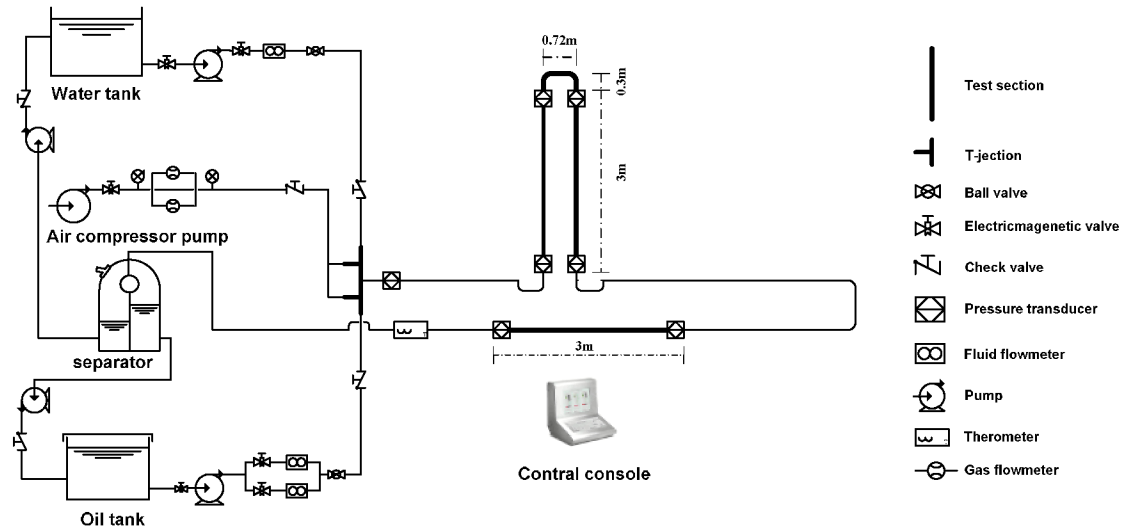 Water tank
Air compressor pump
separator
Oil tank
0.72m
0.3m
3m
3m
Contral console
Test section
T-jection
Ball valve
Electricmagenetic valve
Check valve
Pressure transducer
Fluid flowmeter
Pump
Therometer
Gas flowmeter